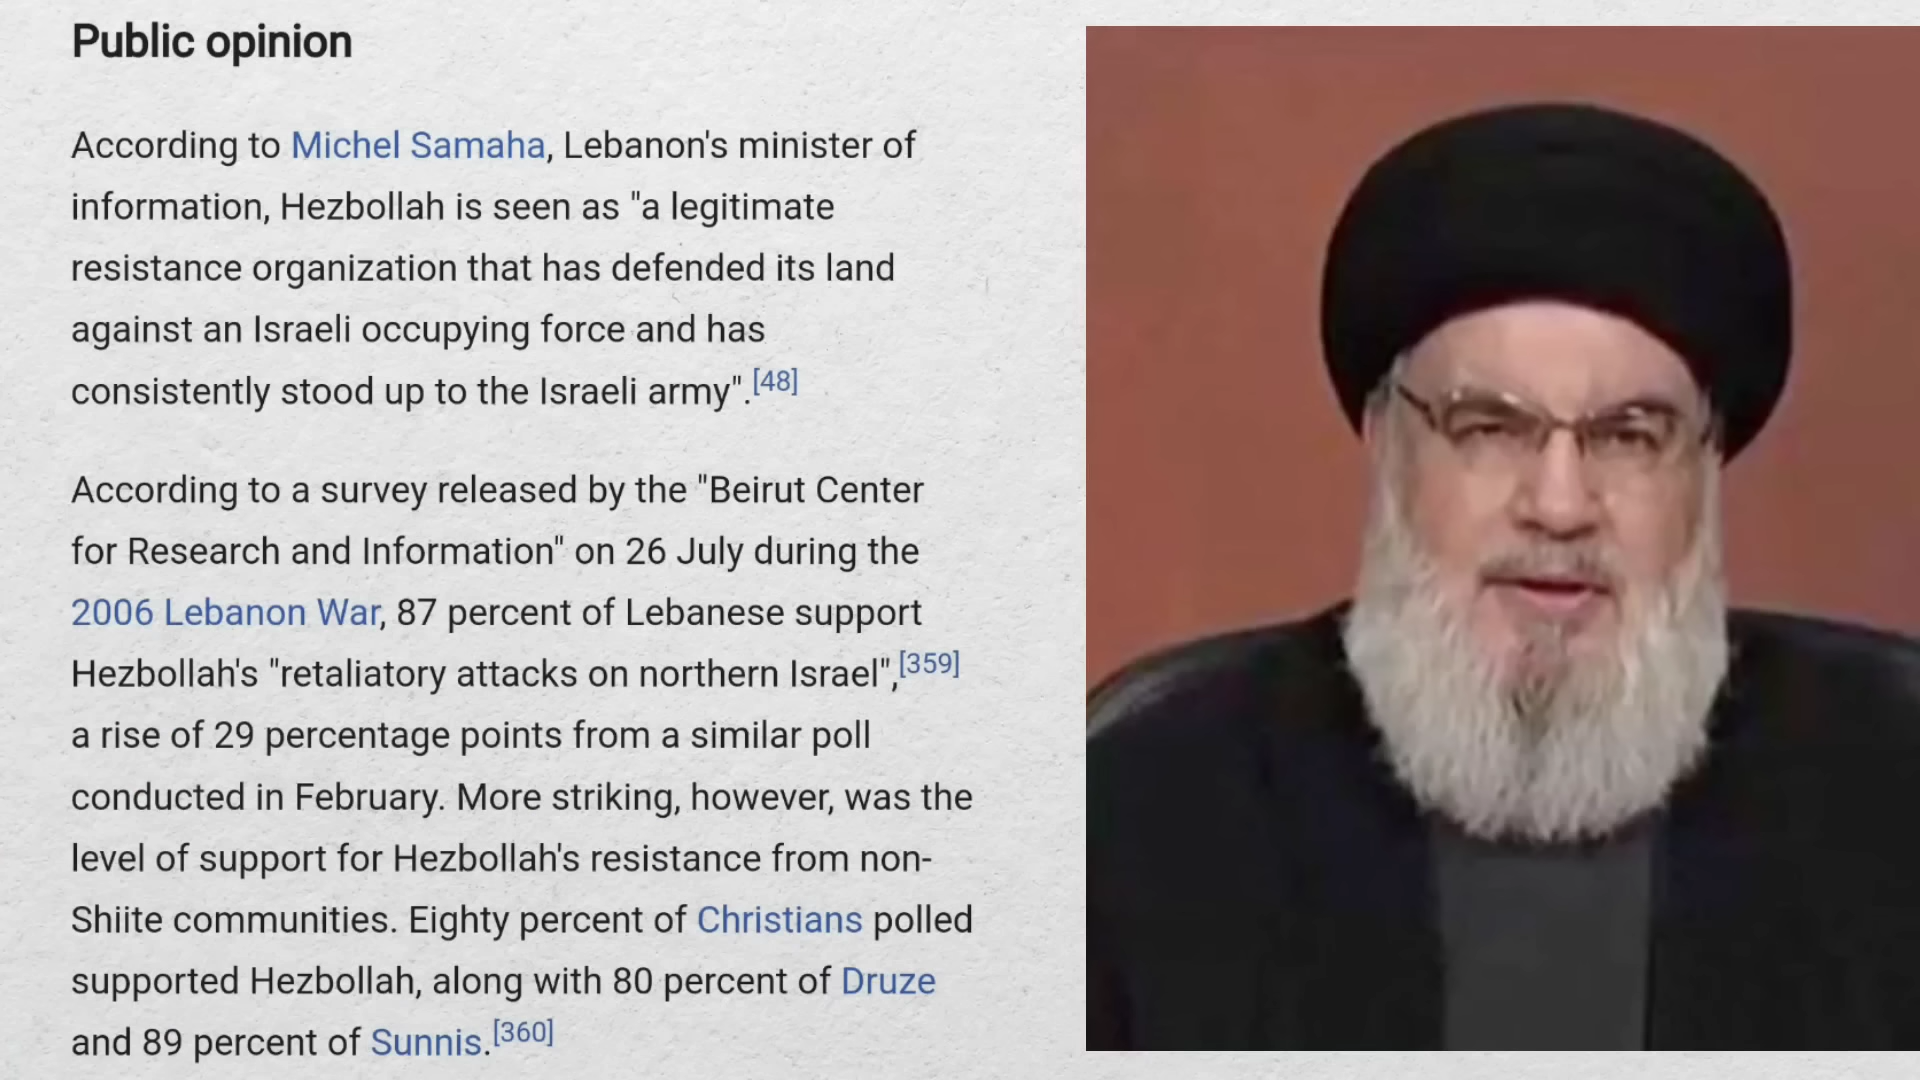 Public opinion
According to Michel Samaha, Lebanon's minister of
information, Hezbollah is seen as "a legitimate
resistance organization that has defended its land
against an Israeli occupying force and has
consistently stood up to the Israeli army".[48]
According to a survey released by the "Beirut Center
for Research and Information" on 26 July during the
2006 Lebanon War, 87 percent of Lebanese support
Hezbollah's "retaliatory attacks on northern Israel",[359]
a rise of 29 percentage points from a similar poll
conducted in February. More striking, however, was the
level of support for Hezbollah's resistance from non-
Shiite communities. Eighty percent of Christians polled
supported Hezbollah, along with 80 percent of Druze
and 89 percent of Sunnis.[360]